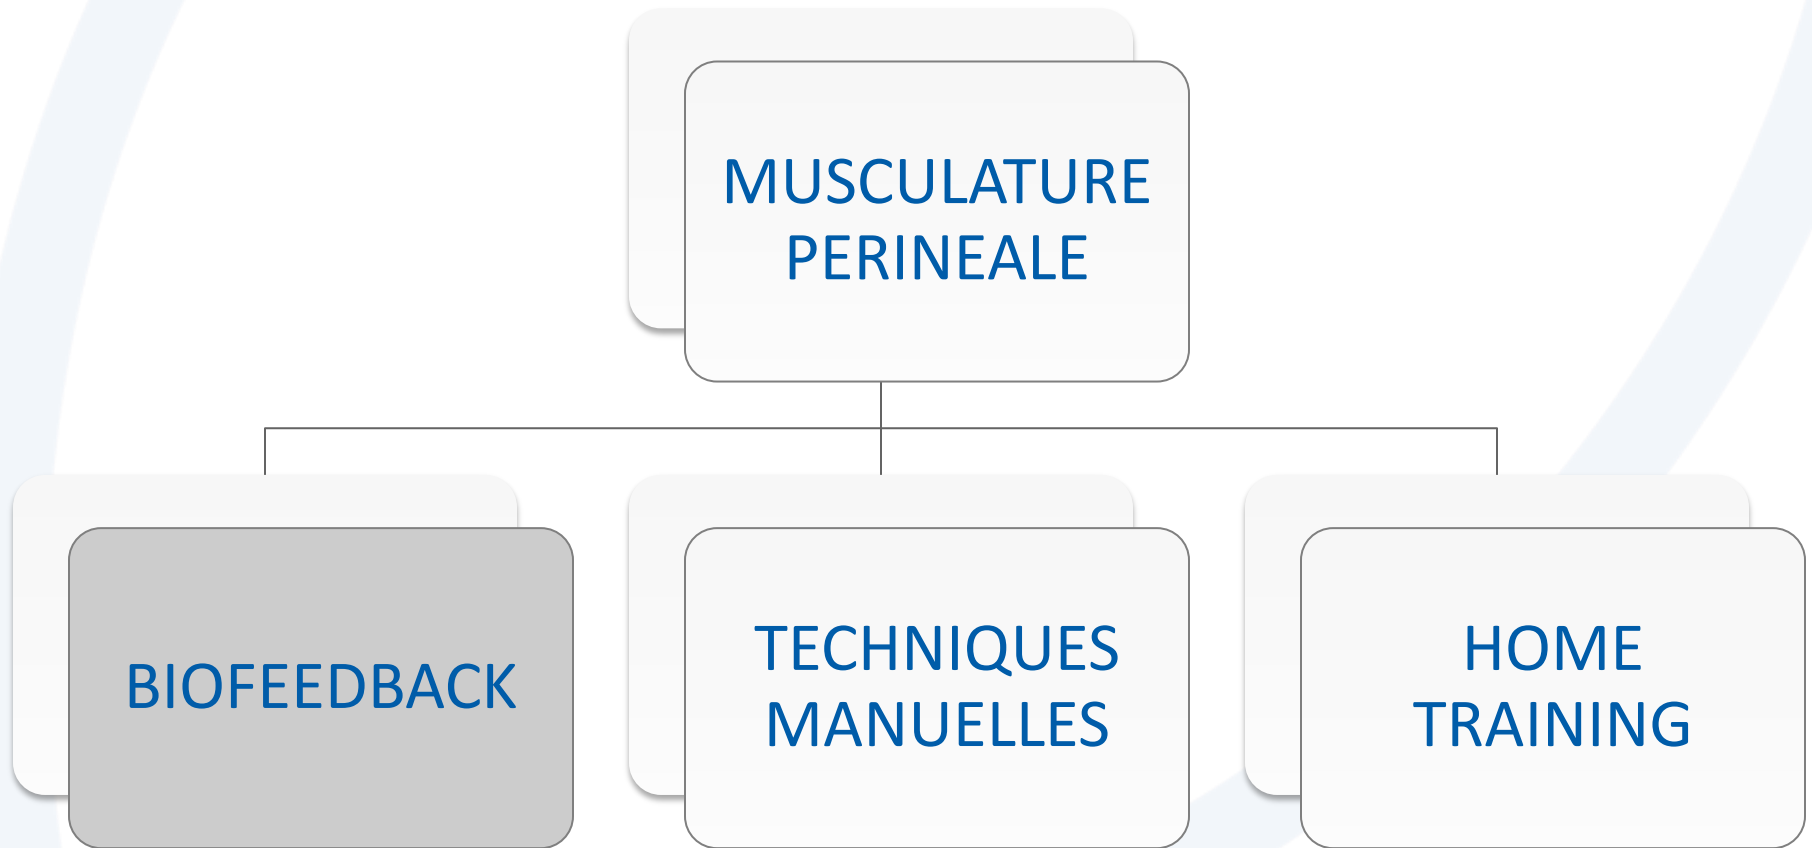 MUSCULATURE
PERINEALE
BIOFEEDBACK
TECHNIQUES
MANUELLES
HOME
TRAINING